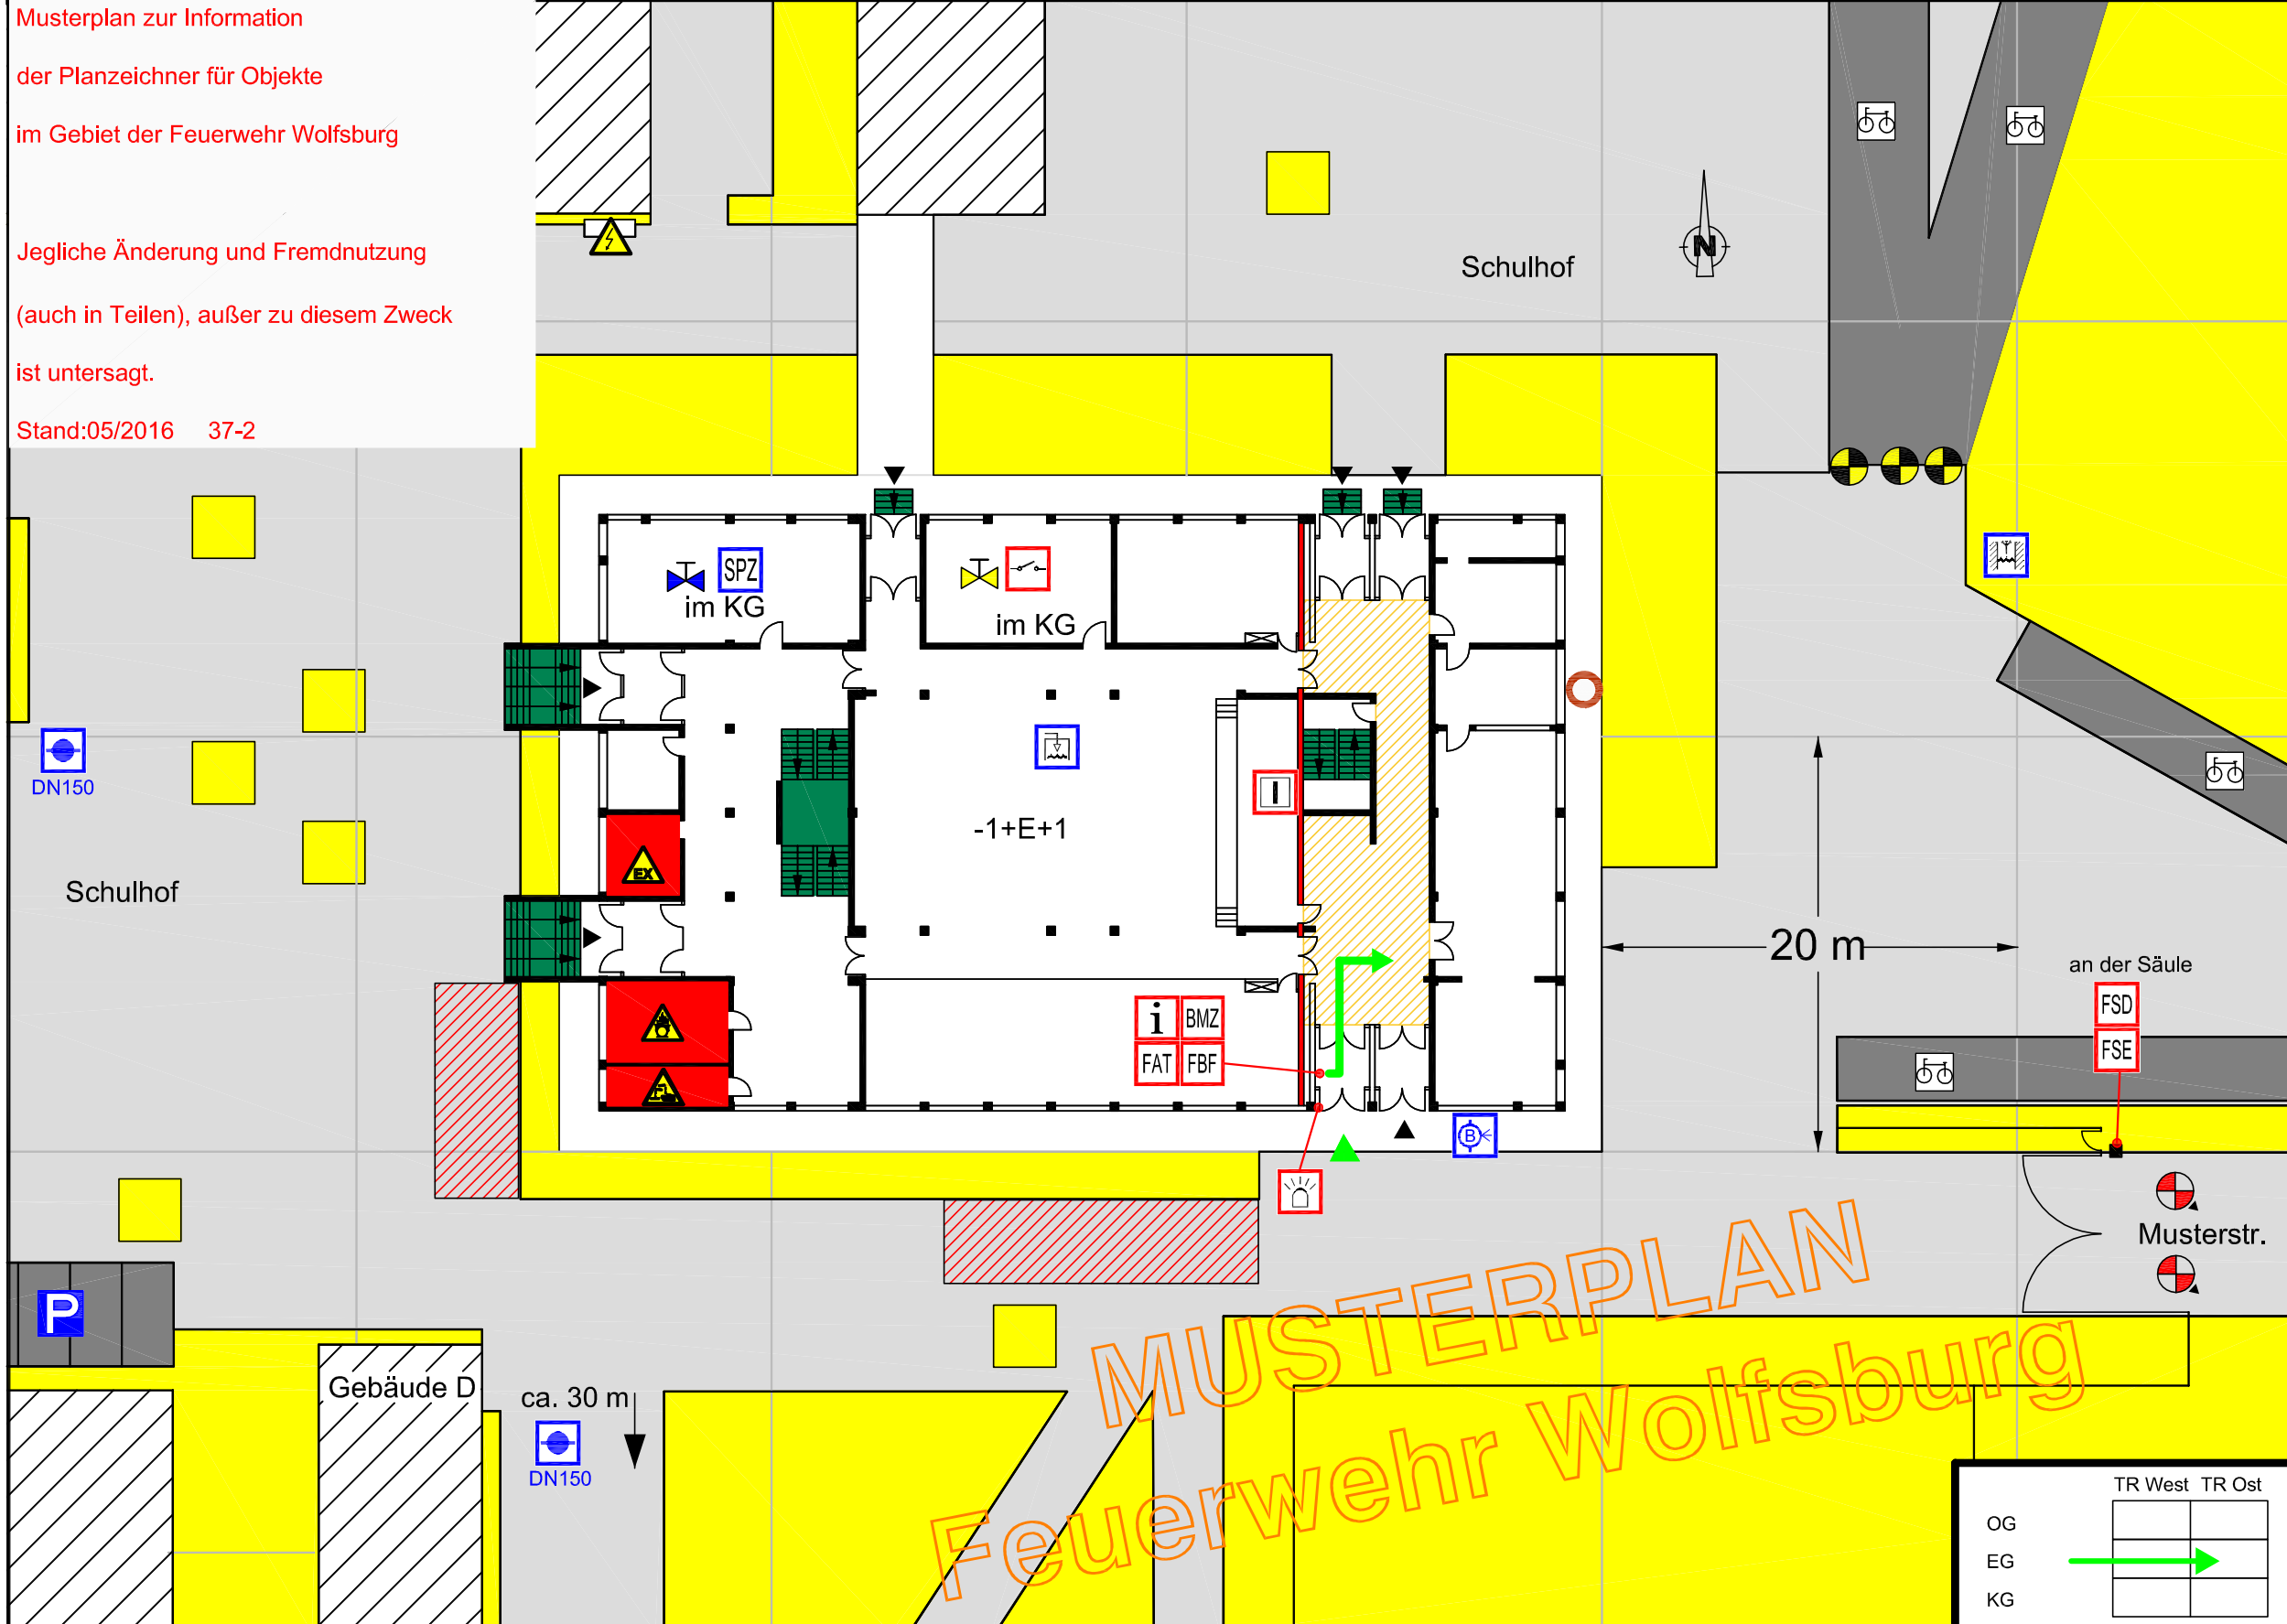 Musterplan zur Information
der Planzeichner für Objekte
im Gebiet der Feuerwehr Wolfsburg
Jegliche Änderung und Fremdnutzung
(auch in Teilen), außer zu diesem Zweck
ist untersagt.
Stand:05/2016 37-2
Schulhof
N
SPZ
im KG
im KG
DN150
-1+E+1
EX
Schulhof
20 m
an der Säule
FSD
FSE
i BMZ
FAT FBF
B
Musterstr.
P
MUSTERPLAN
Feuerwehr Wolfsburg
Gebäude D
ca. 30 m
DN150
TR West TR Ost
OG
EG
KG